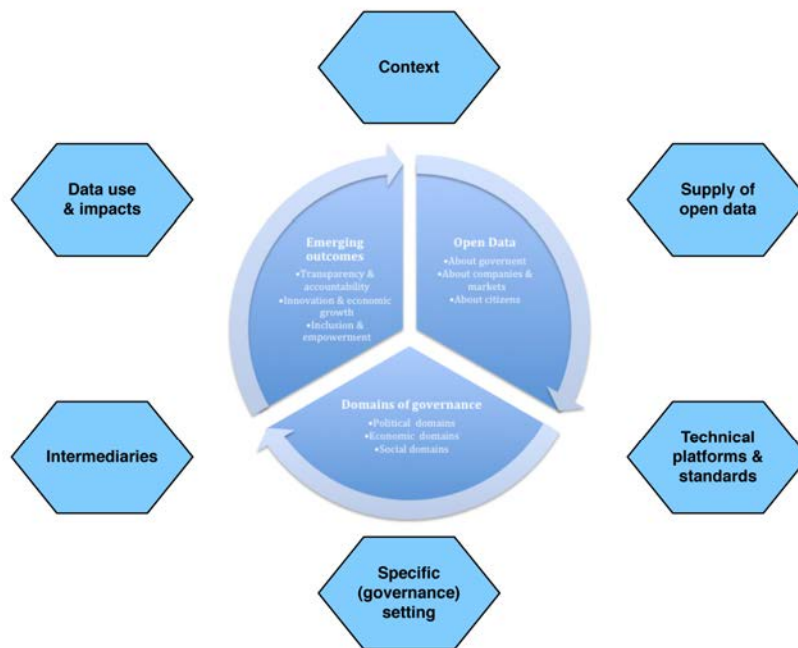 Context
Data use
& impacts
Supply of
open data
Emerging
outcomes
•Transparency &
accountability
•Innovation & economic
growth
•Inclusion &
empowerment
Open Data
•About governent
•About companies &
markets
•About citizens
Domains of governance
•Political domains
•Economic domains
•Social domains
Intermediaries
Technical
platforms &
standards
Specific
(governance)
setting